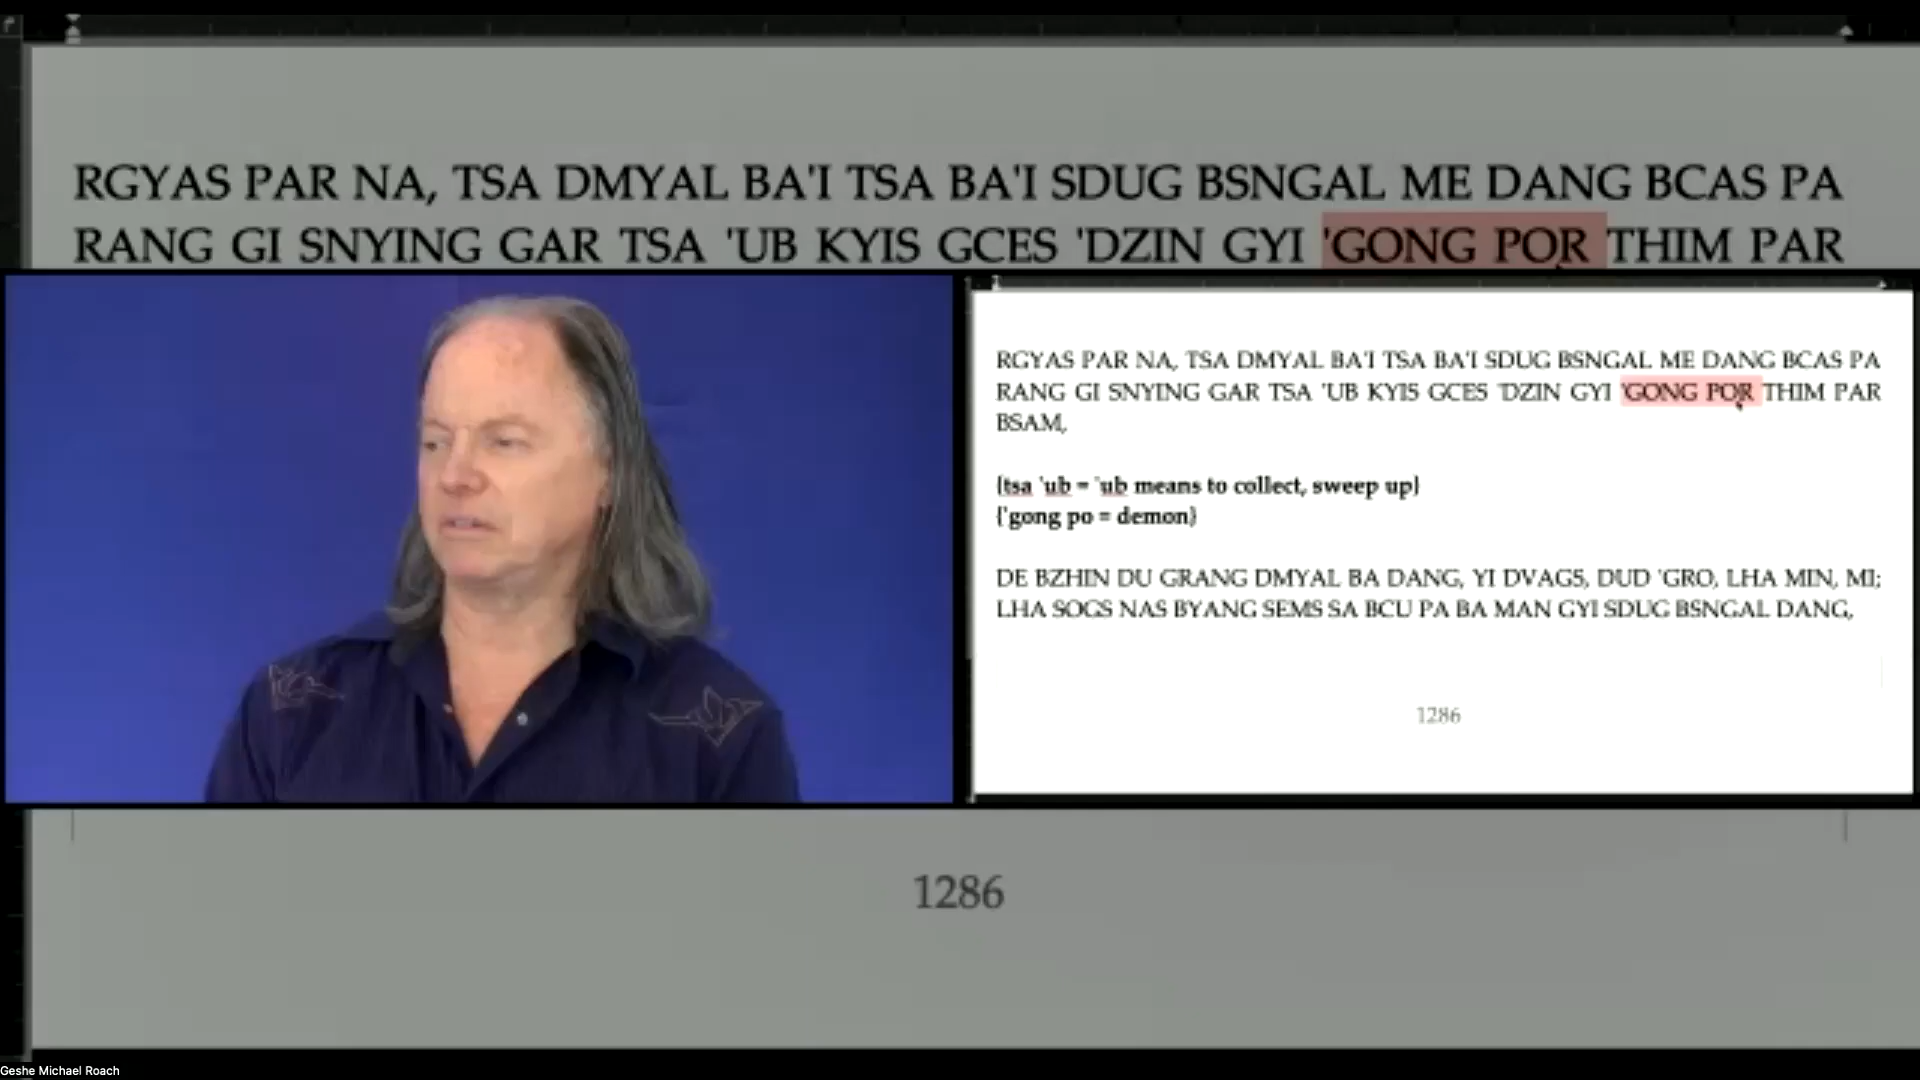 RGYAS PAR NA, TSA DMYAL BA'I TSA BA'I SDUG BSNGAL ME DANG BCAS PA
RANG GI SNYING GAR TSA 'UB KYIS GCES 'DZIN GYI 'GONG POR THIM PAR
RGYAS PAR NA, TSA DMYAL BA'I TSA BA'I SDUG BSNGAL ME DANG BCAS PA
RANG GI SNYING GAR TSA 'UB KYIS GCES 'DZIN GYI 'GONG POR THIM PAR
BSAM,
{tsa 'ub = 'ub means to collect, sweep up}
{'gong po = demon}
DE BZHIN DU GRANG DMYAL BA DANG, YI DVAGS, DUD 'GRO, LHA MIN, MI;
LHA SOGS NAS BYANG SEMS SA BCU PA BA MAN GYI SDUG BSNGAL DANG,
1286
1286
Geshe Michael Roach